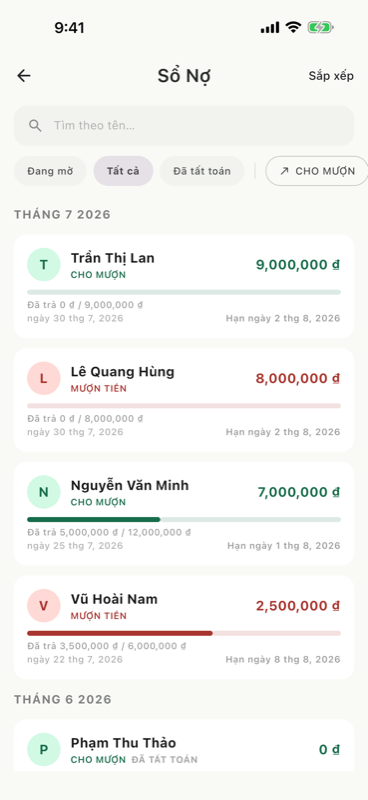 9:41
Sổ Nợ
Sắp xếp
Tìm theo tên...
Đang mở
Tất cả
Đã tất toán
CHO MƯỢN
THÁNG 7 2026
T
Trần Thị Lan
9,000,000 ₫
CHO MƯỢN
Đã trả 0 ₫ / 9,000,000 ₫
ngày 30 thg 7, 2026
Hạn ngày 2 thg 8, 2026
L
Lê Quang Hùng
8,000,000 ₫
MƯỢN TIỀN
Đã trả 0 ₫ / 8,000,000 ₫
ngày 30 thg 7, 2026
Hạn ngày 2 thg 8, 2026
N
Nguyễn Văn Minh
7,000,000 ₫
CHO MƯỢN
Đã trả 5,000,000 ₫ / 12,000,000 ₫
ngày 25 thg 7, 2026
Hạn ngày 1 thg 8, 2026
V
Vũ Hoài Nam
2,500,000 ₫
MƯỢN TIỀN
Đã trả 3,500,000 ₫ / 6,000,000 ₫
ngày 22 thg 7, 2026
Hạn ngày 8 thg 8, 2026
THÁNG 6 2026
P
Phạm Thu Thảo
0 ₫
CHO MƯỢN ĐÃ TẤT TOÁN